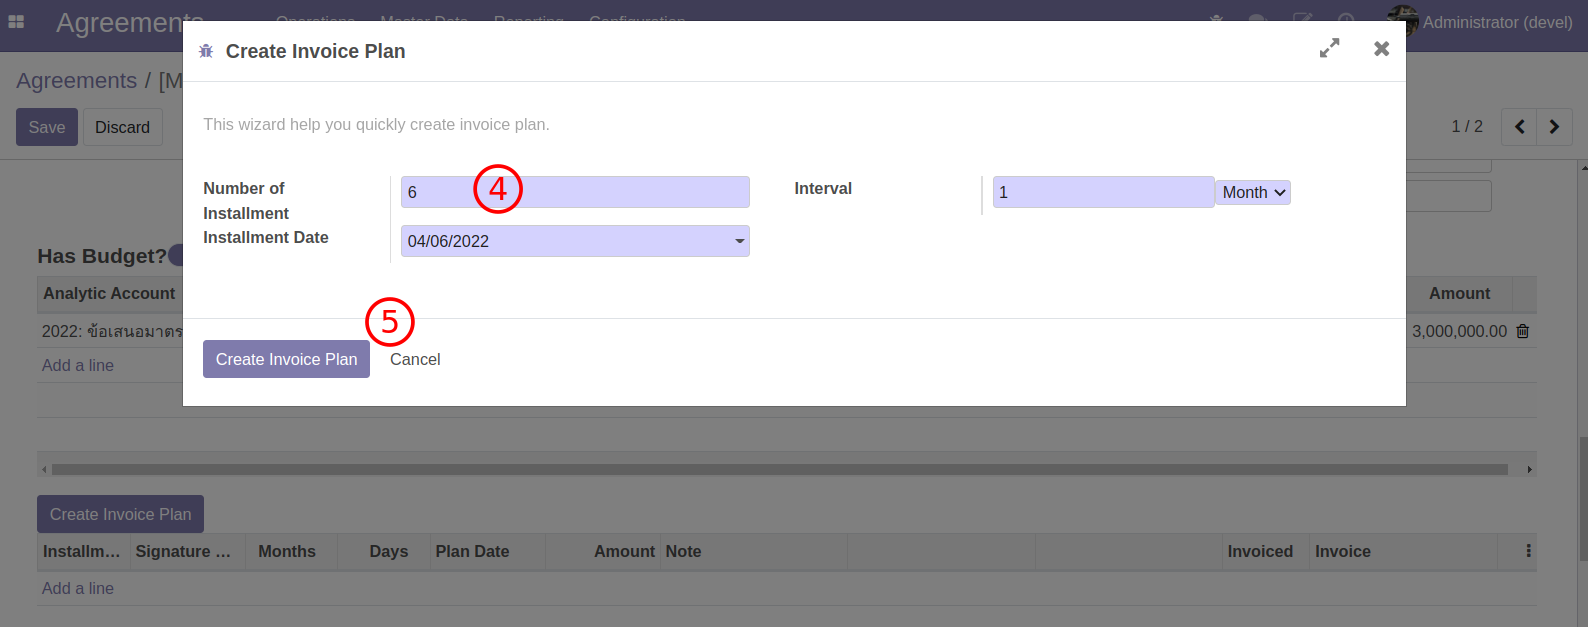 Agreements Operations Master Data Reporting Configuration Administrator (devel)
Create Invoice Plan
Agreements / [M
Save Discard
1 / 2
This wizard help you quickly create invoice plan.
Number of Installment 6 4 Interval 1 Month
Installment Date 04/06/2022
Has Budget?
Analytic Account Amount
2022: ข้อเสนอมาตร 3,000,000.00
5
Create Invoice Plan Cancel
Add a line
Create Invoice Plan
Installm... Signature ... Months Days Plan Date Amount Note Invoiced Invoice
Add a line